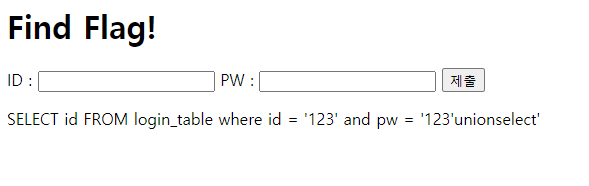 Find Flag!
ID : PW : 제출
SELECT id FROM login_table where id = '123' and pw = '123'unionselect'